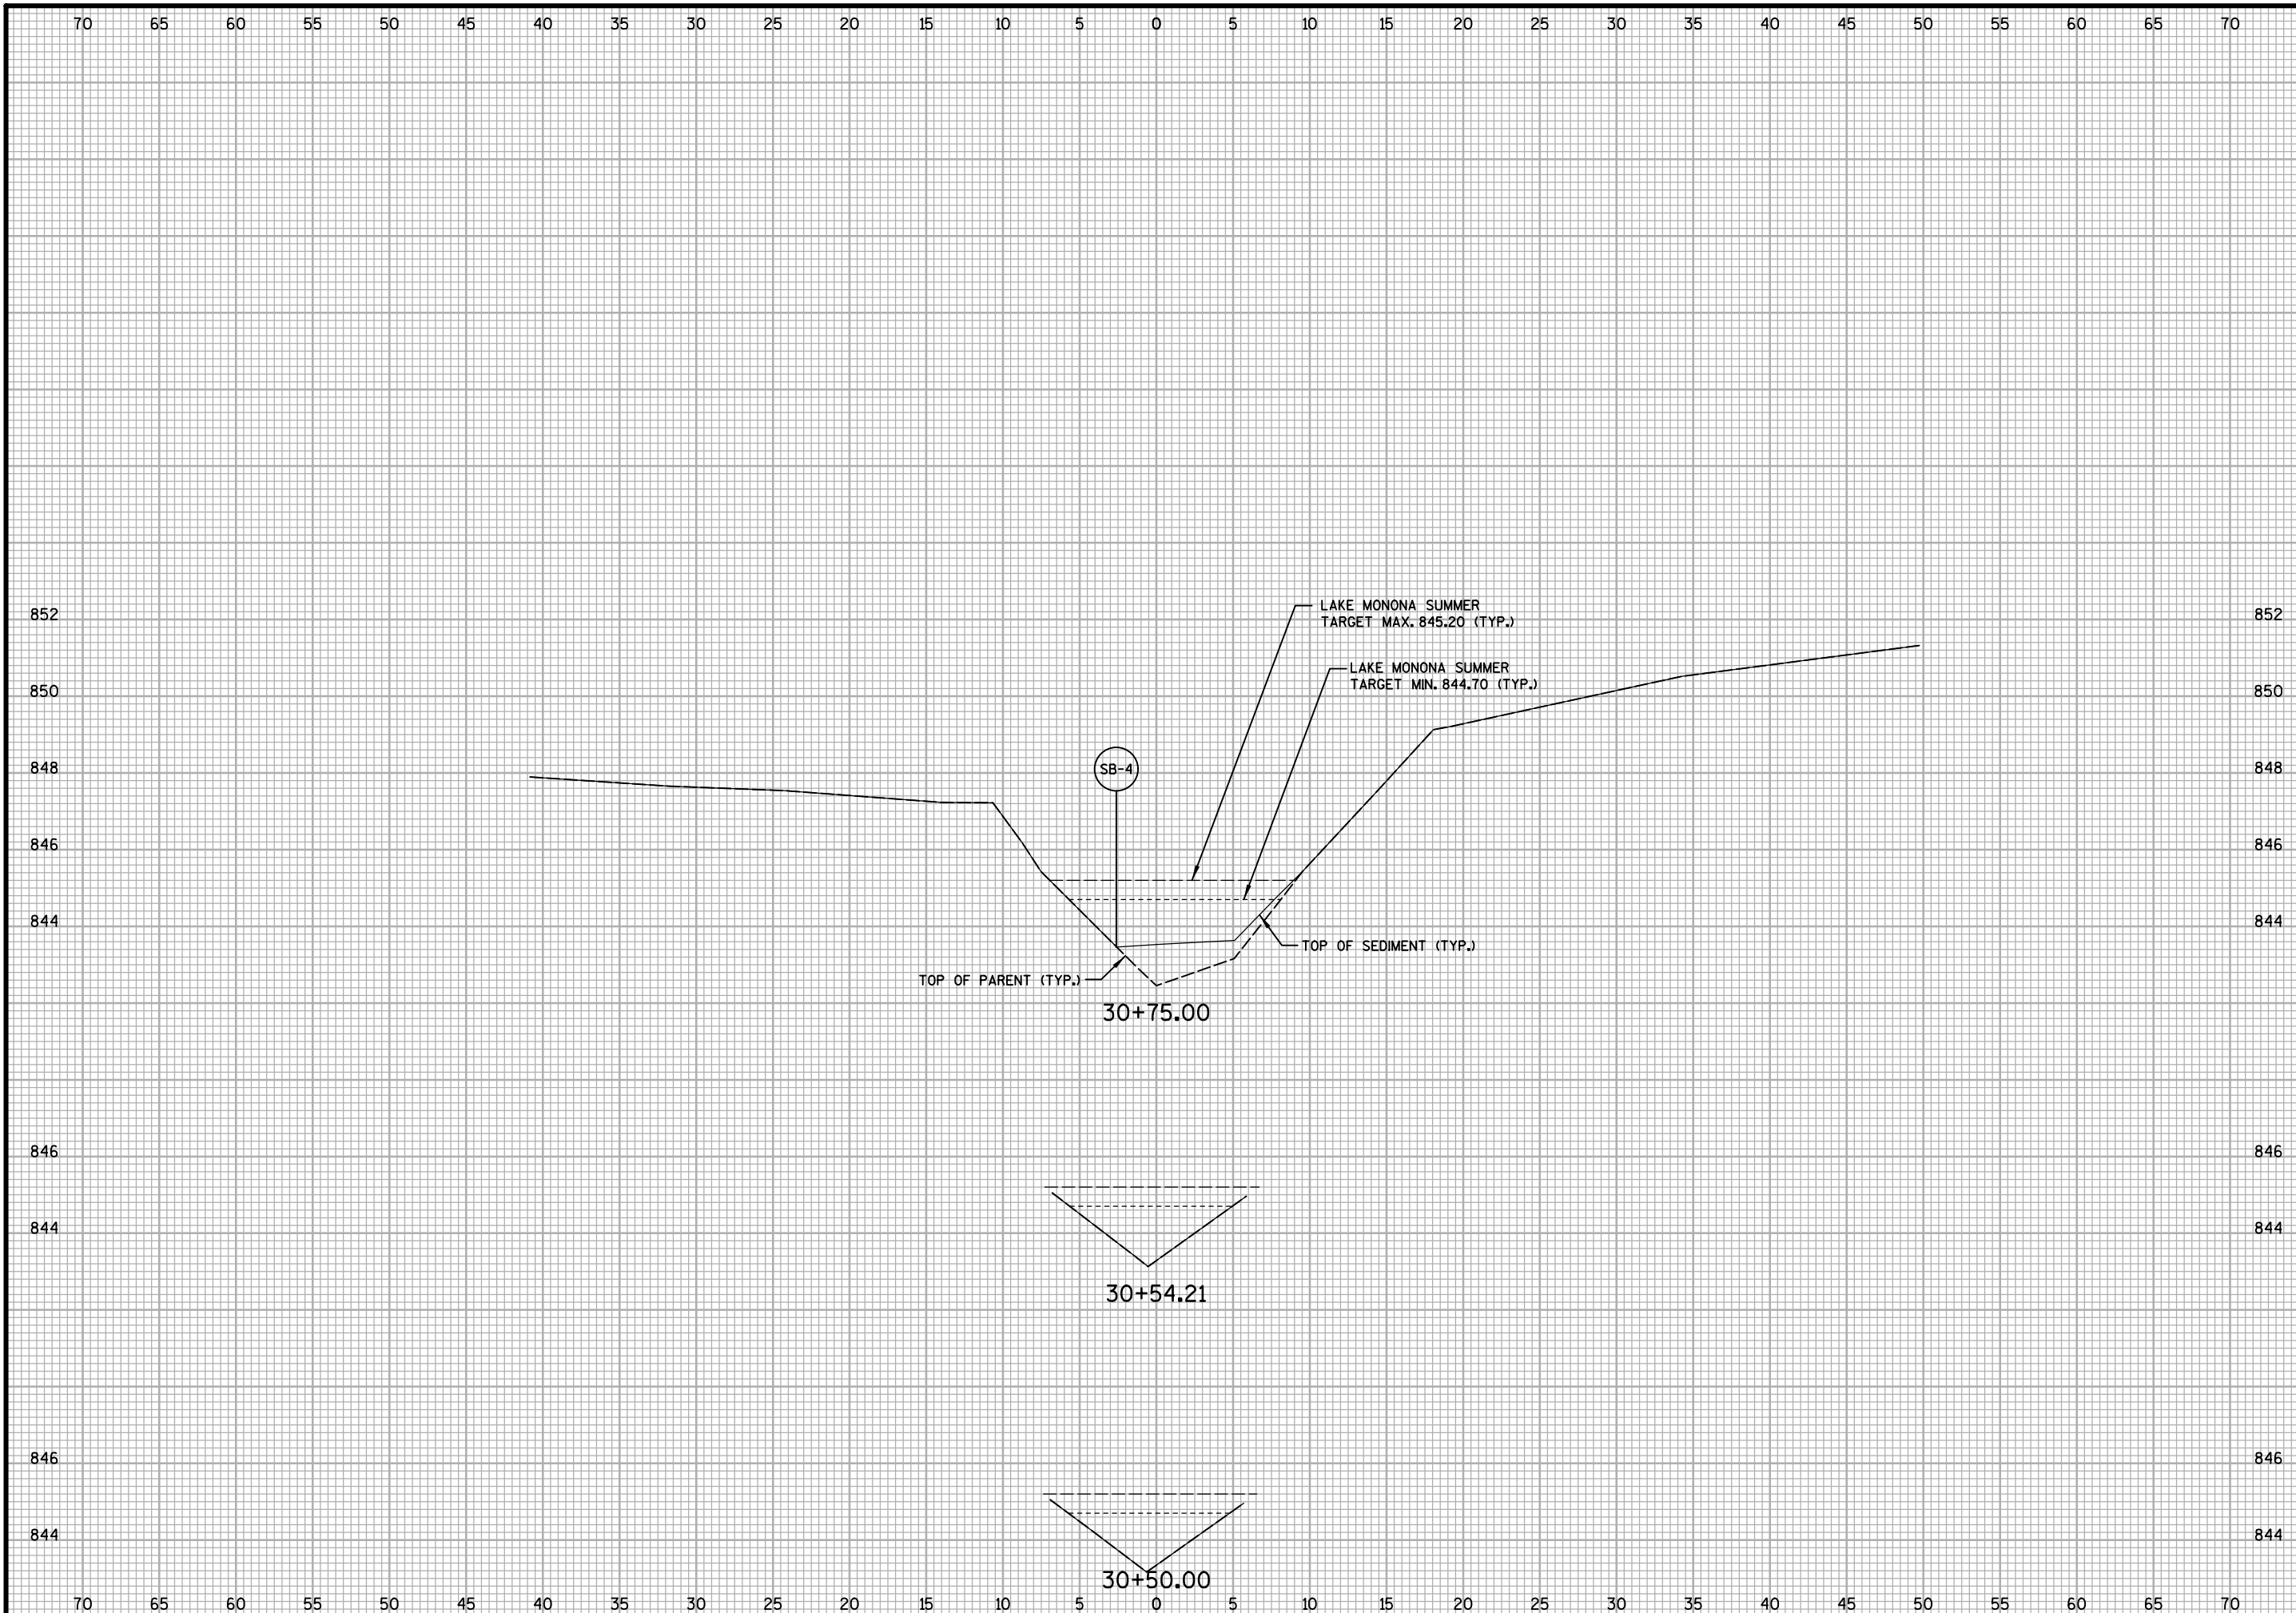 70 65 60 55 50 45 40 35 30 25 20 15 10 5 0 5 10 15 20 25 30 35 40 45 50 55 60 65 70
LAKE MONONA SUMMER
TARGET MAX. 845.20 (TYP.)
852 852
LAKE MONONA SUMMER
TARGET MIN. 844.70 (TYP.)
850 850
848 SB-4 848
846 846
844 844
TOP OF SEDIMENT (TYP.)
TOP OF PARENT (TYP.)
30+75.00
846 846
844 844
30+54.21
846 846
844 844
30+50.00
70 65 60 55 50 45 40 35 30 25 20 15 10 5 0 5 10 15 20 25 30 35 40 45 50 55 60 65 70